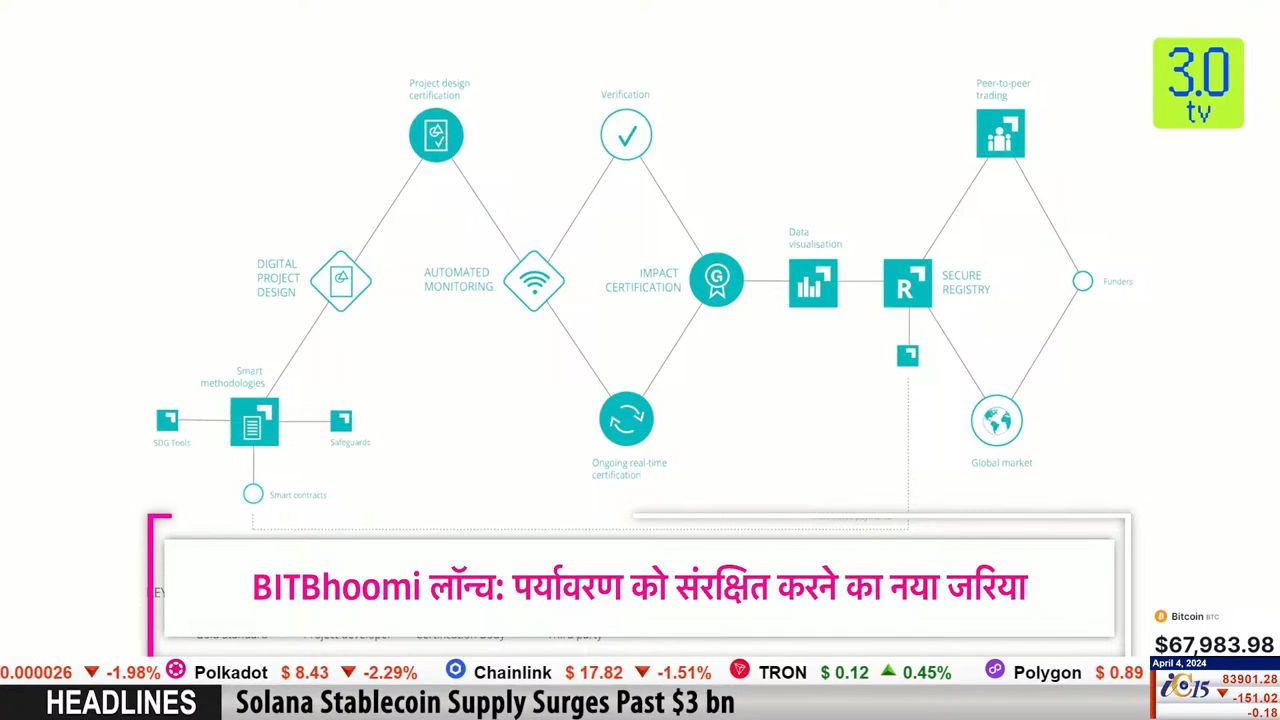 Project design
certification
Verification
Peer-to-peer
trading
3.0
tv
DIGITAL
PROJECT
DESIGN
AUTOMATED
MONITORING
IMPACT
CERTIFICATION
G
Data
visualisation
R
SECURE
REGISTRY
Funders
Smart
methodologies
SDG Tools
Safeguards
Smart contracts
Ongoing real-time
certification
Global market
BITBhoomi लॉन्च: पर्यावरण को संरक्षित करने का नया जरिया
Bitcoin BTC
$67,983.98
0.000026 -1.98% Polkadot $ 8.43 -2.29% Chainlink $ 17.82 -1.51% TRON $ 0.12 0.45% Polygon $ 0.89
April 4, 2024
ic15 83901.28
-151.02
-0.18
HEADLINES Solana Stablecoin Supply Surges Past $3 bn